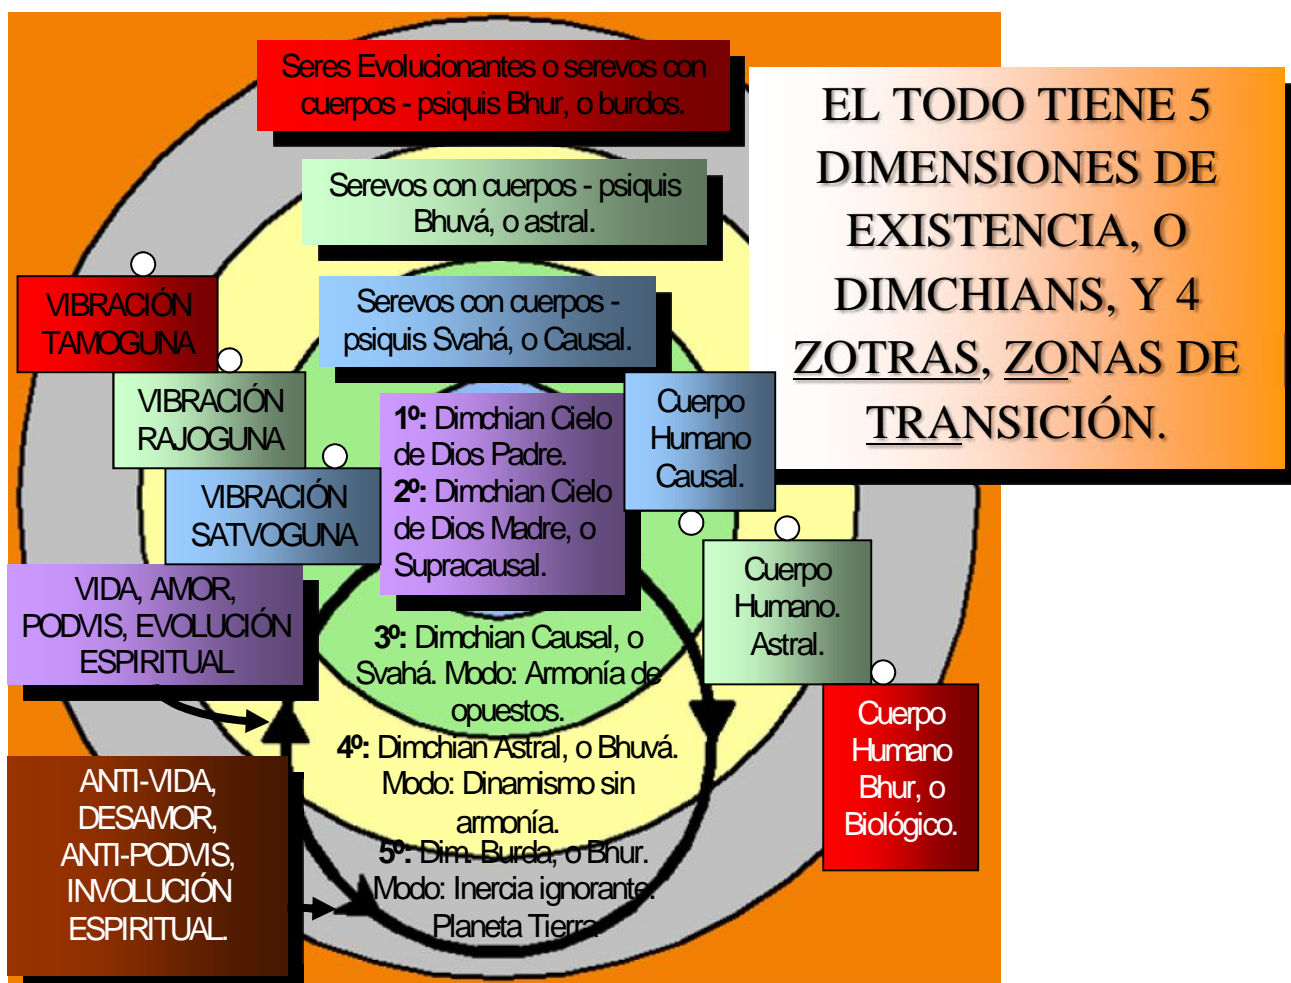 Seres Evolucionantes o serevos con
cuerpos - psiquis Bhur, o burdos.
EL TODO TIENE 5
DIMENSIONES DE
EXISTENCIA, O
DIMCHIANS, Y 4
ZOTRAS, ZONAS DE
TRANSICIÓN.
Serevos con cuerpos - psiquis
Bhuvá, o astral.
Serevos con cuerpos -
psiquis Svahá, o Causal.
VIBRACIÓN
TAMOGUNA
VIBRACIÓN
RAJOGUNA
VIBRACIÓN
SATVOGUNA
1º: Dimchian Cielo
de Dios Padre.
2º: Dimchian Cielo
de Dios Madre, o
Supracausal.
Cuerpo
Humano
Causal.
Cuerpo
Humano.
Astral.
Cuerpo
Humano
Bhur, o
Biológico.
VIDA, AMOR,
PODVIS, EVOLUCIÓN
ESPIRITUAL
3º: Dimchian Causal, o
Svahá. Modo: Armonía de
opuestos.
4º: Dimchian Astral, o Bhuvá.
Modo: Dinamismo sin
armonía.
5º: Dim. Burda, o Bhur.
Modo: Inercia ignorante.
Planeta Tierra
ANTI-VIDA,
DESAMOR,
ANTI-PODVIS,
INVOLUCIÓN
ESPIRITUAL.